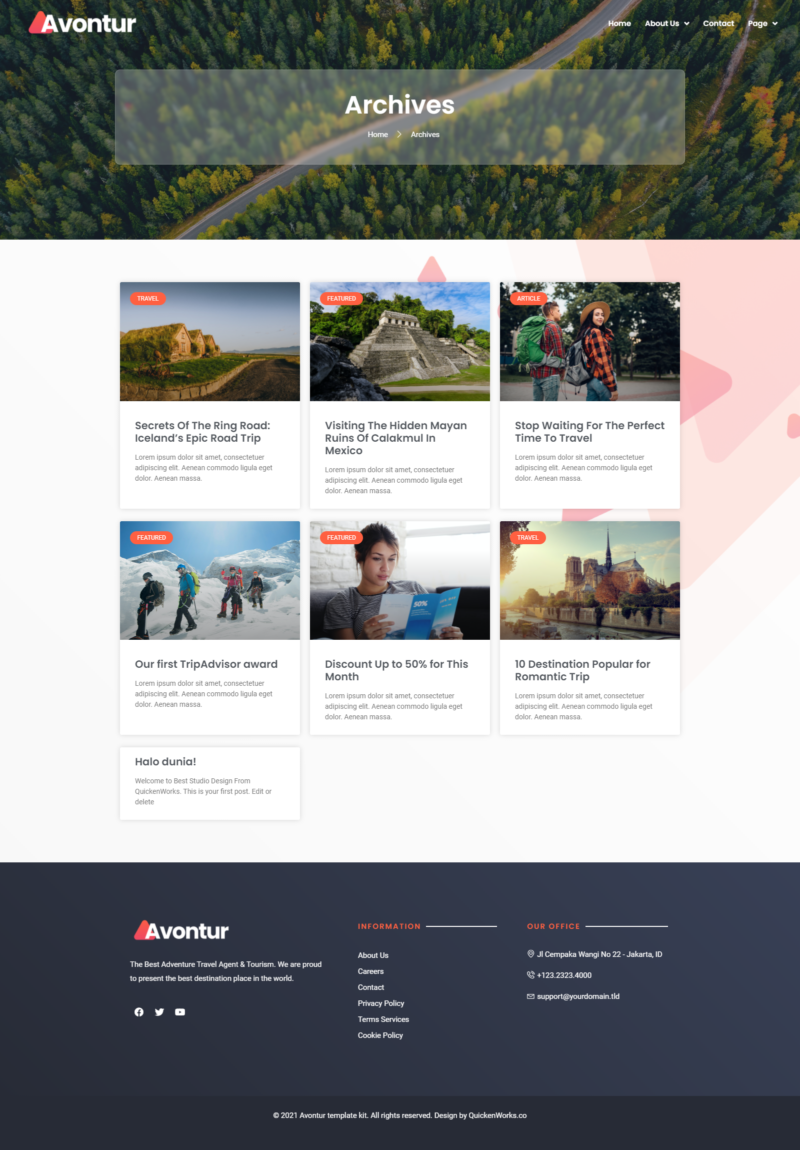 Avontur
Home
About Us
Contact
Page
Archives
Home
Archives
TRAVEL
Secrets Of The Ring Road:
Iceland's Epic Road Trip
Lorem ipsum dolor sit amet, consectetuer
adipiscing elit. Aenean commodo ligula eget
dolor. Aenean massa.
FEATURED
Visiting The Hidden Mayan
Ruins Of Calakmul In
Mexico
Lorem ipsum dolor sit amet, consectetuer
adipiscing elit. Aenean commodo ligula eget
dolor. Aenean massa.
ARTICLE
Stop Waiting For The Perfect
Time To Travel
Lorem ipsum dolor sit amet, consectetuer
adipiscing elit. Aenean commodo ligula eget
dolor. Aenean massa.
FEATURED
Our first TripAdvisor award
Lorem ipsum dolor sit amet, consectetuer
adipiscing elit. Aenean commodo ligula eget
dolor. Aenean massa.
FEATURED
50%
Discount Up to 50% for This
Month
Lorem ipsum dolor sit amet, consectetuer
adipiscing elit. Aenean commodo ligula eget
dolor. Aenean massa.
TRAVEL
10 Destination Popular for
Romantic Trip
Lorem ipsum dolor sit amet, consectetuer
adipiscing elit. Aenean commodo ligula eget
dolor. Aenean massa.
Halo dunia!
Welcome to Best Studio Design From
QuickenWorks. This is your first post. Edit or
delete
Avontur
The Best Adventure Travel Agent & Tourism. We are proud
to present the best destination place in the world.
INFORMATION
About Us
Careers
Contact
Privacy Policy
Terms Services
Cookie Policy
OUR OFFICE
Jl Cempaka Wangi No 22 - Jakarta, ID
+123.2323.4000
support@yourdomain.tld
© 2021 Avontur template kit. All rights reserved. Design by QuickenWorks.co